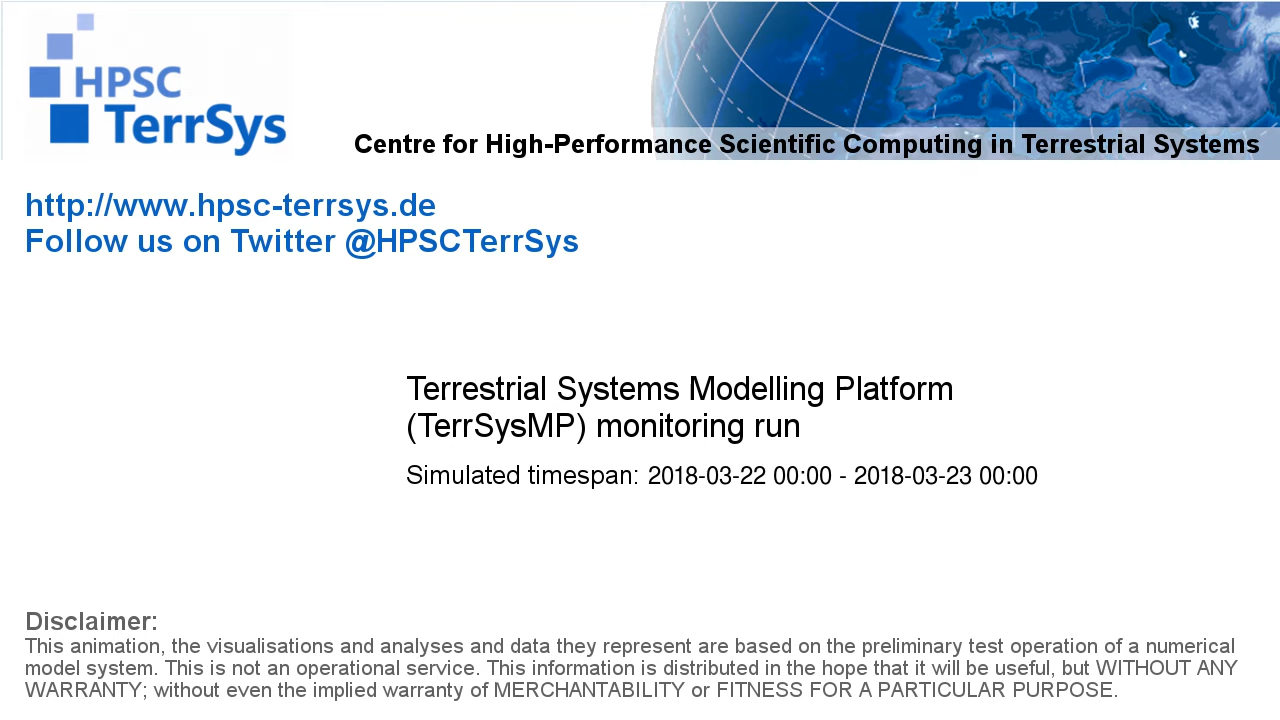 HPSC
TerrSys
Centre for High-Performance Scientific Computing in Terrestrial Systems
http://www.hpsc-terrsys.de
Follow us on Twitter @HPSCTerrSys
Terrestrial Systems Modelling Platform
(TerrSysMP) monitoring run
Simulated timespan: 2018-03-22 00:00 - 2018-03-23 00:00
Disclaimer:
This animation, the visualisations and analyses and data they represent are based on the preliminary test operation of a numerical
model system. This is not an operational service. This information is distributed in the hope that it will be useful, but WITHOUT ANY
WARRANTY; without even the implied warranty of MERCHANTABILITY or FITNESS FOR A PARTICULAR PURPOSE.